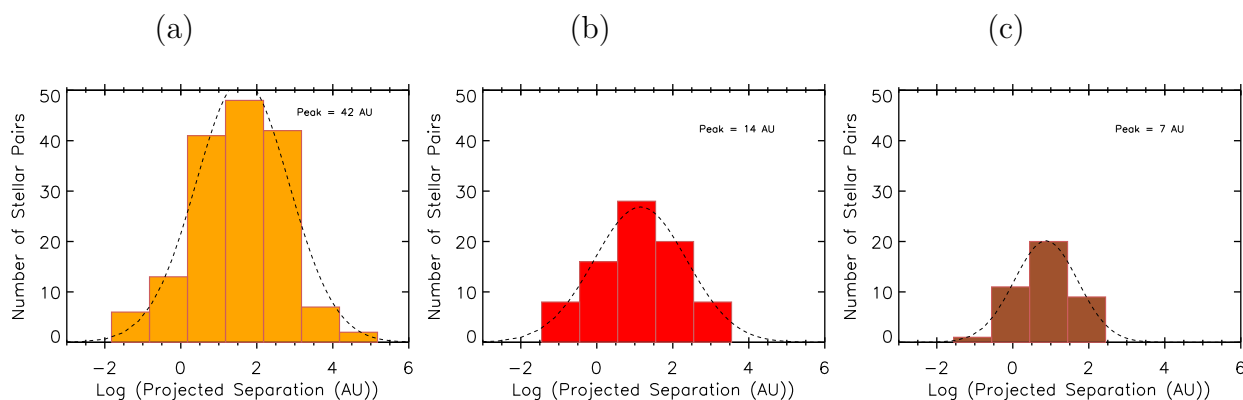 (a)
Number of Stellar Pairs
50
40
30
20
10
0
Peak = 42 AU
−2 0 2 4 6
Log (Projected Separation (AU))
(b)
Number of Stellar Pairs
50
40
30
20
10
0
Peak = 14 AU
−2 0 2 4 6
Log (Projected Separation (AU))
(c)
Number of Stellar Pairs
50
40
30
20
10
0
Peak = 7 AU
−2 0 2 4 6
Log (Projected Separation (AU))